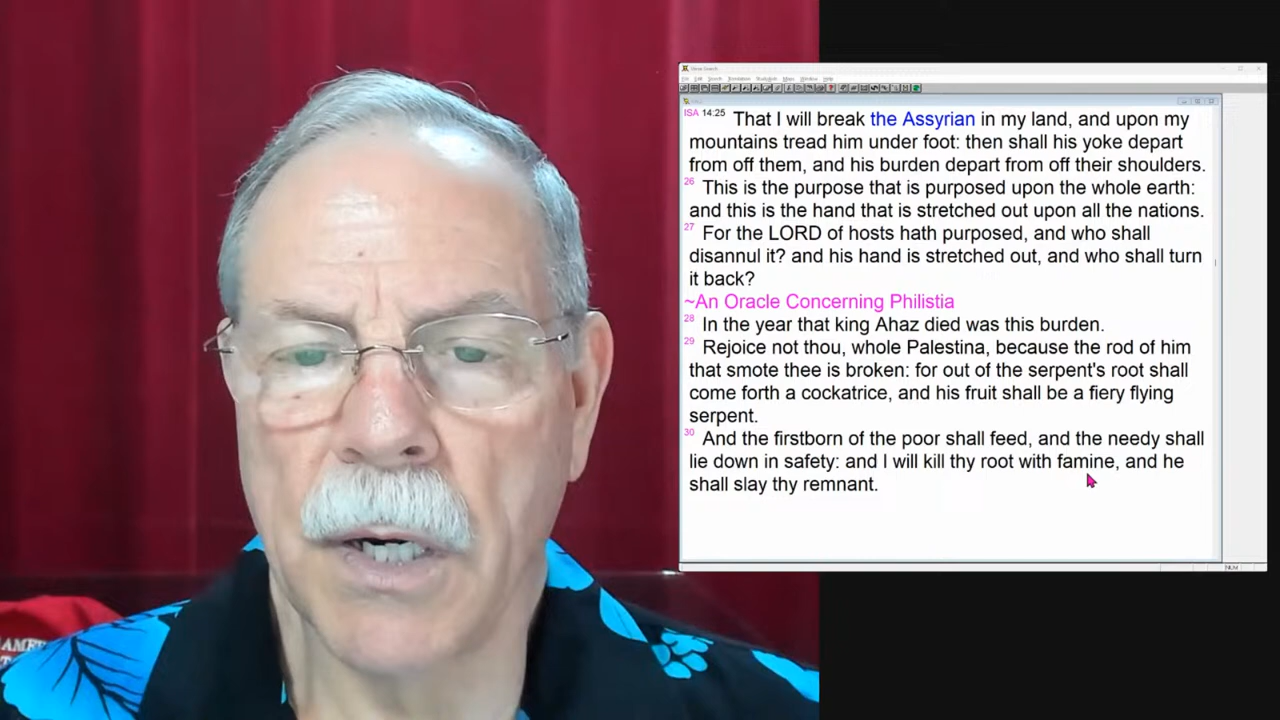 ISA 14:25 That I will break the Assyrian in my land, and upon my
mountains tread him under foot: then shall his yoke depart
from off them, and his burden depart from off their shoulders.
26 This is the purpose that is purposed upon the whole earth:
and this is the hand that is stretched out upon all the nations.
27 For the LORD of hosts hath purposed, and who shall
disannul it? and his hand is stretched out, and who shall turn
it back?
~An Oracle Concerning Philistia
28 In the year that king Ahaz died was this burden.
29 Rejoice not thou, whole Palestina, because the rod of him
that smote thee is broken: for out of the serpent's root shall
come forth a cockatrice, and his fruit shall be a fiery flying
serpent.
30 And the firstborn of the poor shall feed, and the needy shall
lie down in safety: and I will kill thy root with famine, and he
shall slay thy remnant.
NUM